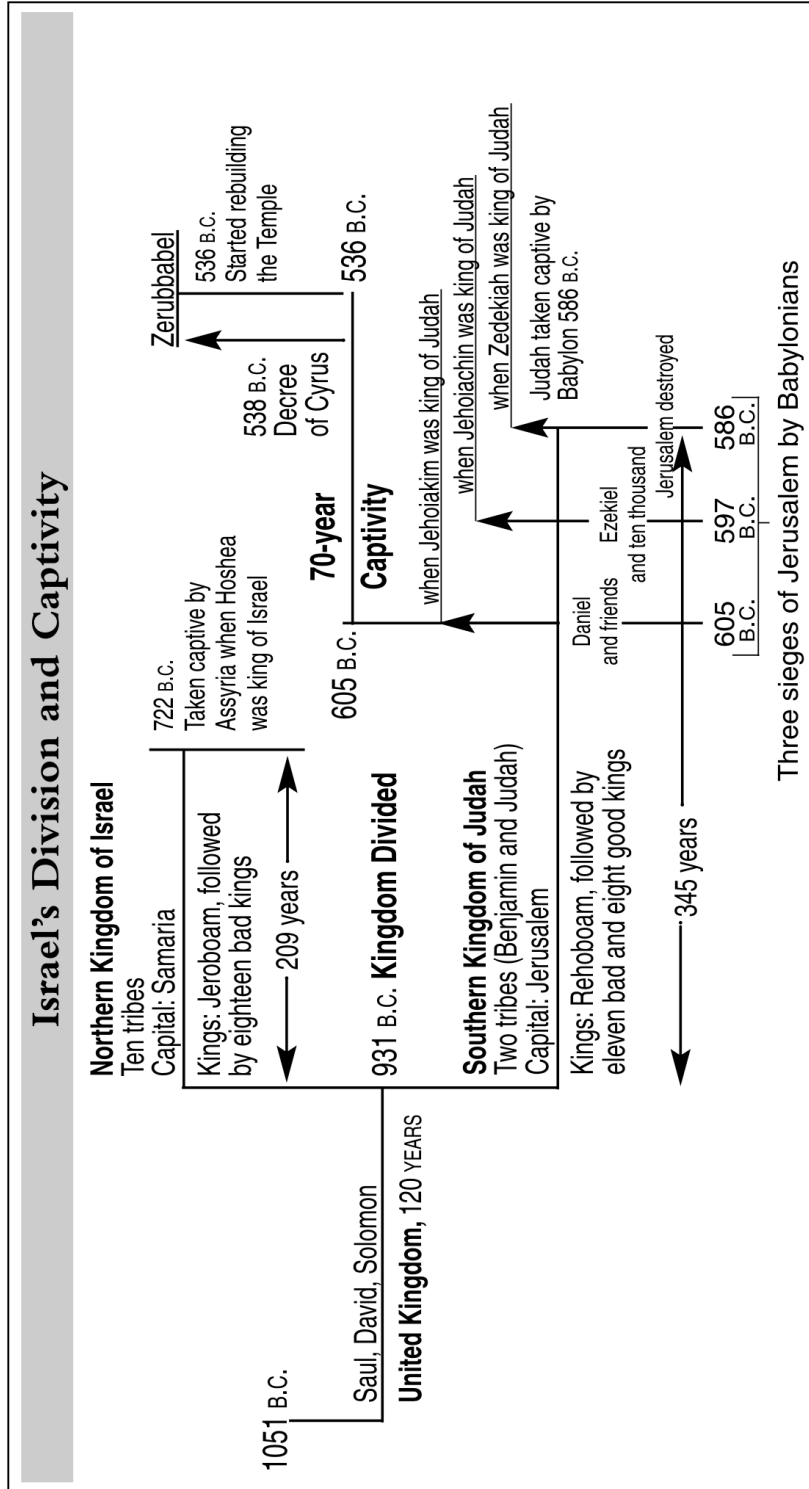 Israel's Division and Captivity
Northern Kingdom of Israel
Ten tribes
Capital: Samaria
Kings: Jeroboam, followed
by eighteen bad kings
209 years
722 B.C.
Taken captive by
Assyria when Hoshea
was king of Israel
1051 B.C.
Saul, David, Solomon
United Kingdom, 120 YEARS
931 B.C. Kingdom Divided
605 B.C.
70-year
Captivity
538 B.C.
Decree
of Cyrus
Zerubbabel
536 B.C.
Started rebuilding
the Temple
536 B.C.
Southern Kingdom of Judah
Two tribes (Benjamin and Judah)
Capital: Jerusalem
Kings: Rehoboam, followed by
eleven bad and eight good kings
345 years
when Jehoiakim was king of Judah
when Jehoiachin was king of Judah
when Zedekiah was king of Judah
Judah taken captive by
Babylon 586 B.C.
Daniel
and friends
Ezekiel
and ten thousand
Jerusalem destroyed
605
B.C.
597
B.C.
586
B.C.
Three sieges of Jerusalem by Babylonians